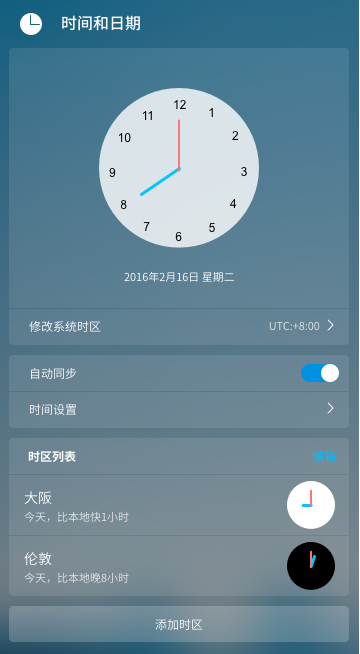 时间和日期
12
11
1
10
2
9
3
8
4
7
5
6
2016年2月16日 星期二
修改系统时区
UTC:+8:00
自动同步
时间设置
时区列表
编辑
大阪
今天，比本地快1小时
伦敦
今天，比本地晚8小时
添加时区